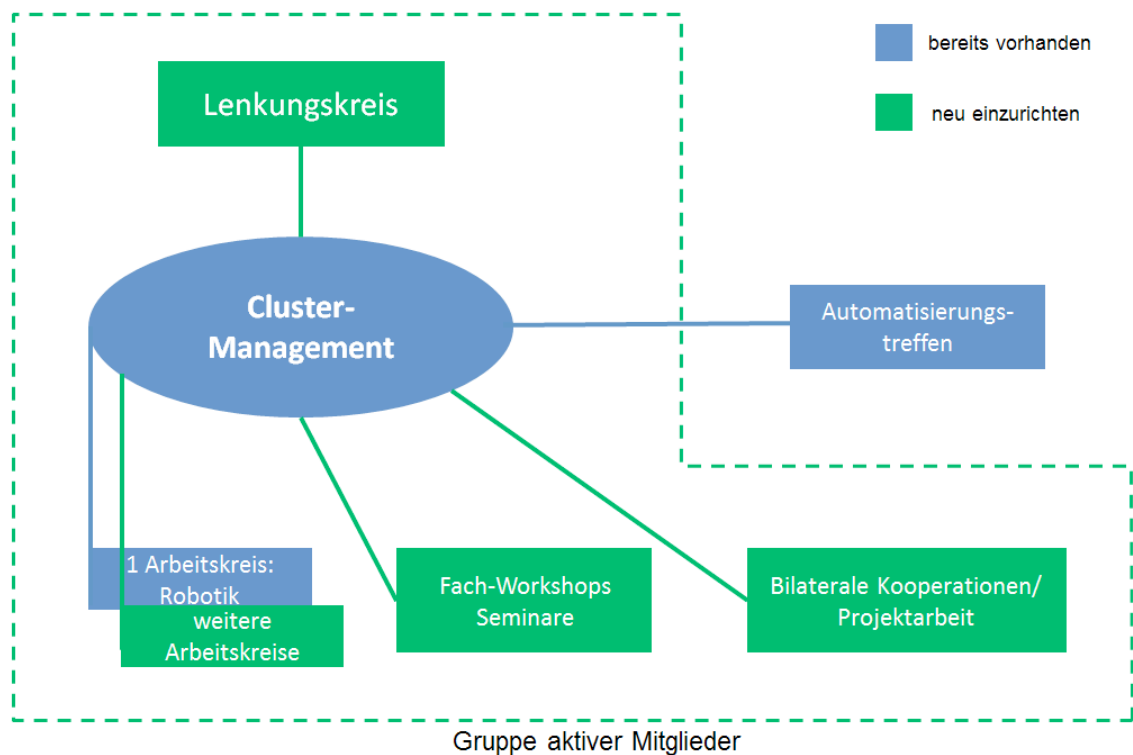 bereits vorhanden
neu einzurichten
Lenkungskreis
Cluster-
Management
Automatisierungs-
treffen
1 Arbeitskreis:
Robotik
weitere
Arbeitskreise
Fach-Workshops
Seminare
Bilaterale Kooperationen/
Projektarbeit
Gruppe aktiver Mitglieder